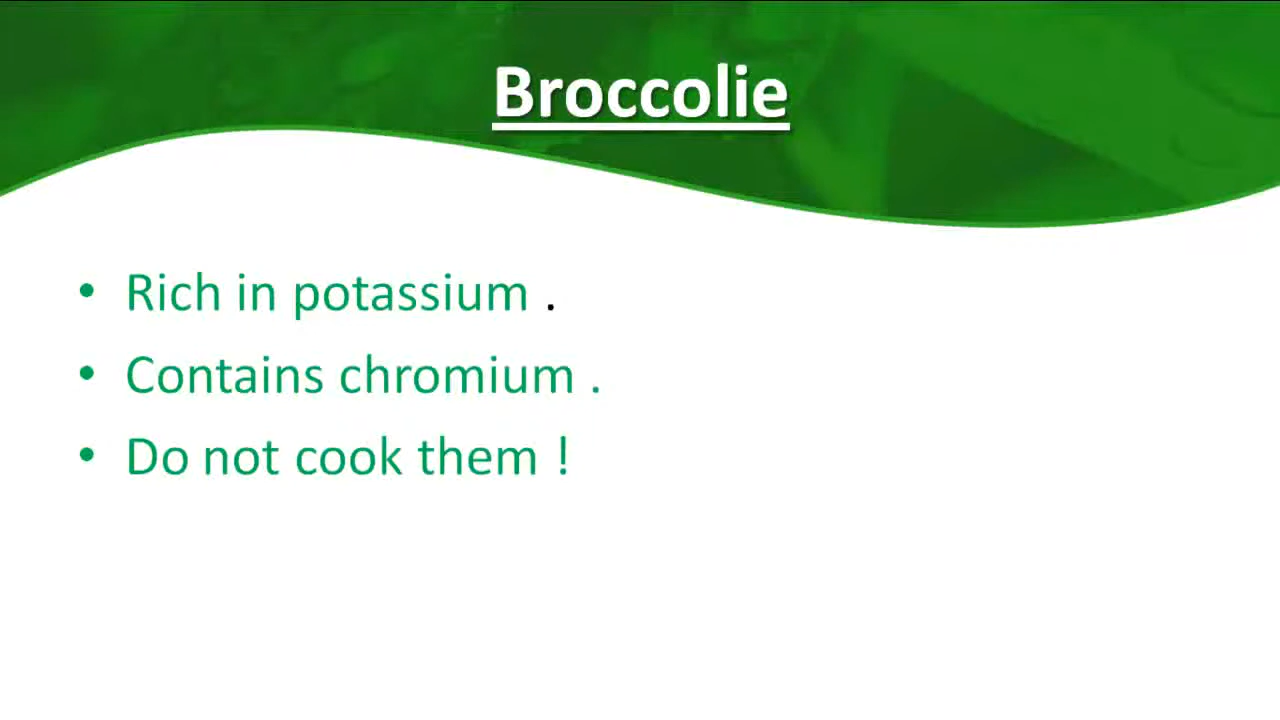 Broccolie
• Rich in potassium .
• Contains chromium .
• Do not cook them !